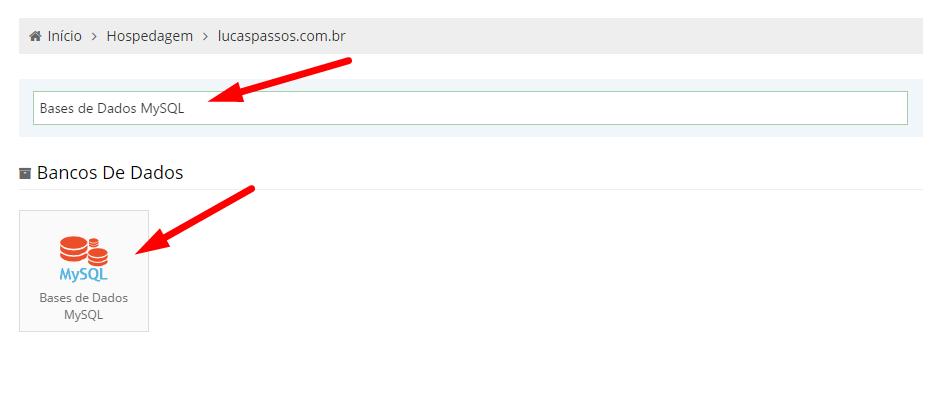 Início > Hospedagem > lucaspassos.com.br
Bases de Dados MySQL
Bancos De Dados
MySQL
Bases de Dados
MySQL